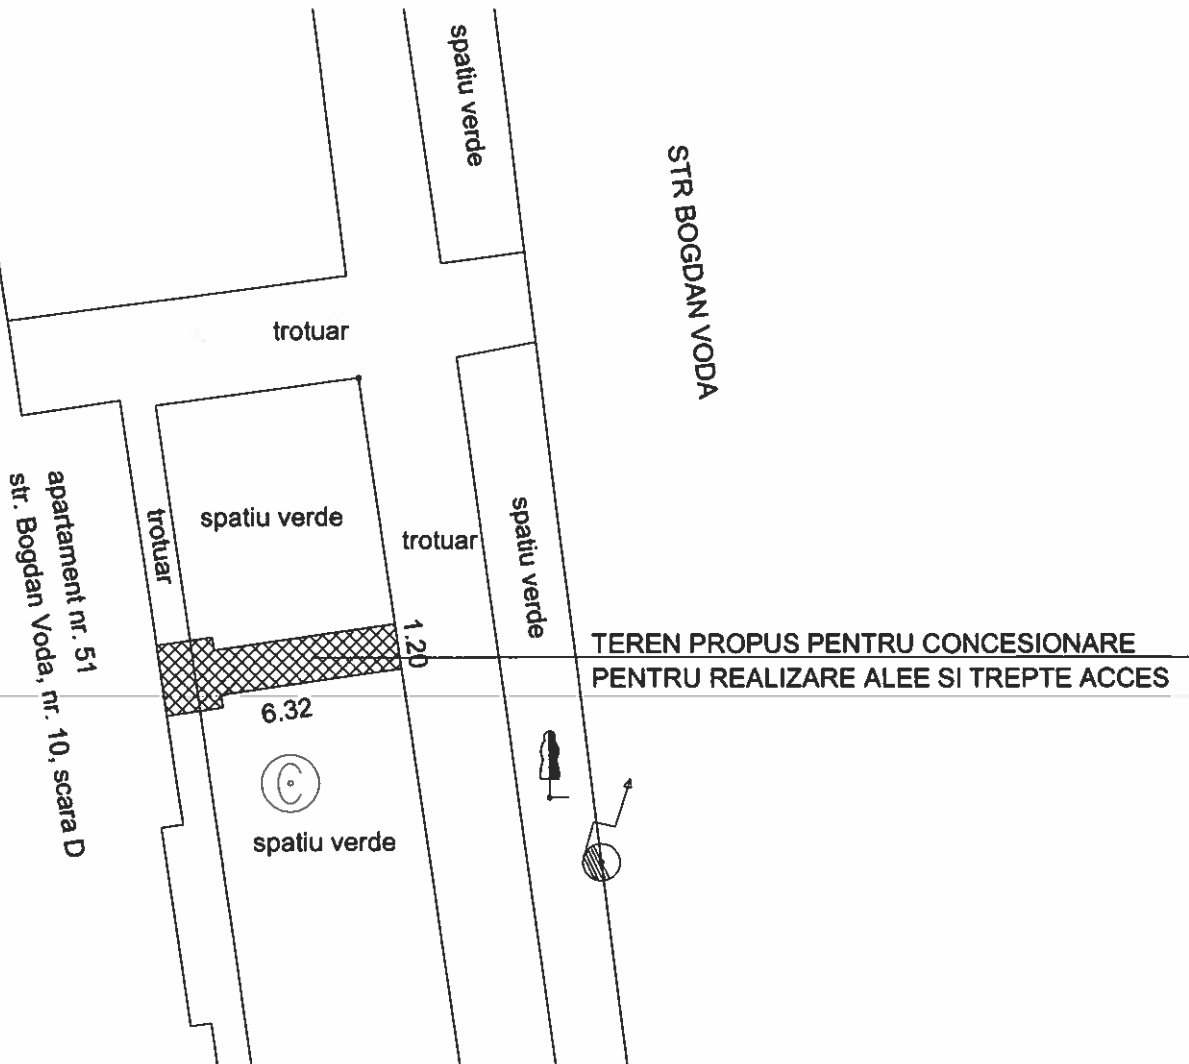 spatiu verde
STR BOGDAN VODA
trotuar
apartament nr. 51
str. Bogdan Voda, nr. 10, scara D
trotuar
spatiu verde
trotuar
spatiu verde
1.20
TEREN PROPUS PENTRU CONCESIONARE
PENTRU REALIZARE ALEE SI TREPTE ACCES
6.32
spatiu verde